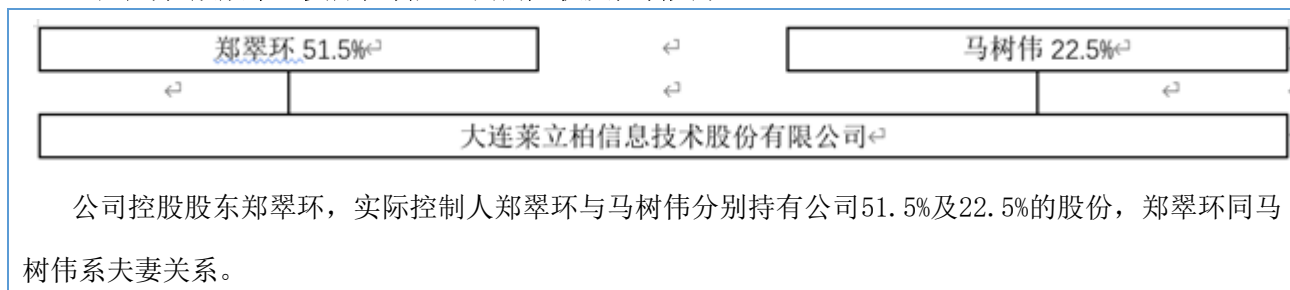 郑翠环 51.5%
马树伟 22.5%
大连莱立柏信息技术股份有限公司
公司控股股东郑翠环，实际控制人郑翠环与马树伟分别持有公司51.5%及22.5%的股份，郑翠环同马
树伟系夫妻关系。